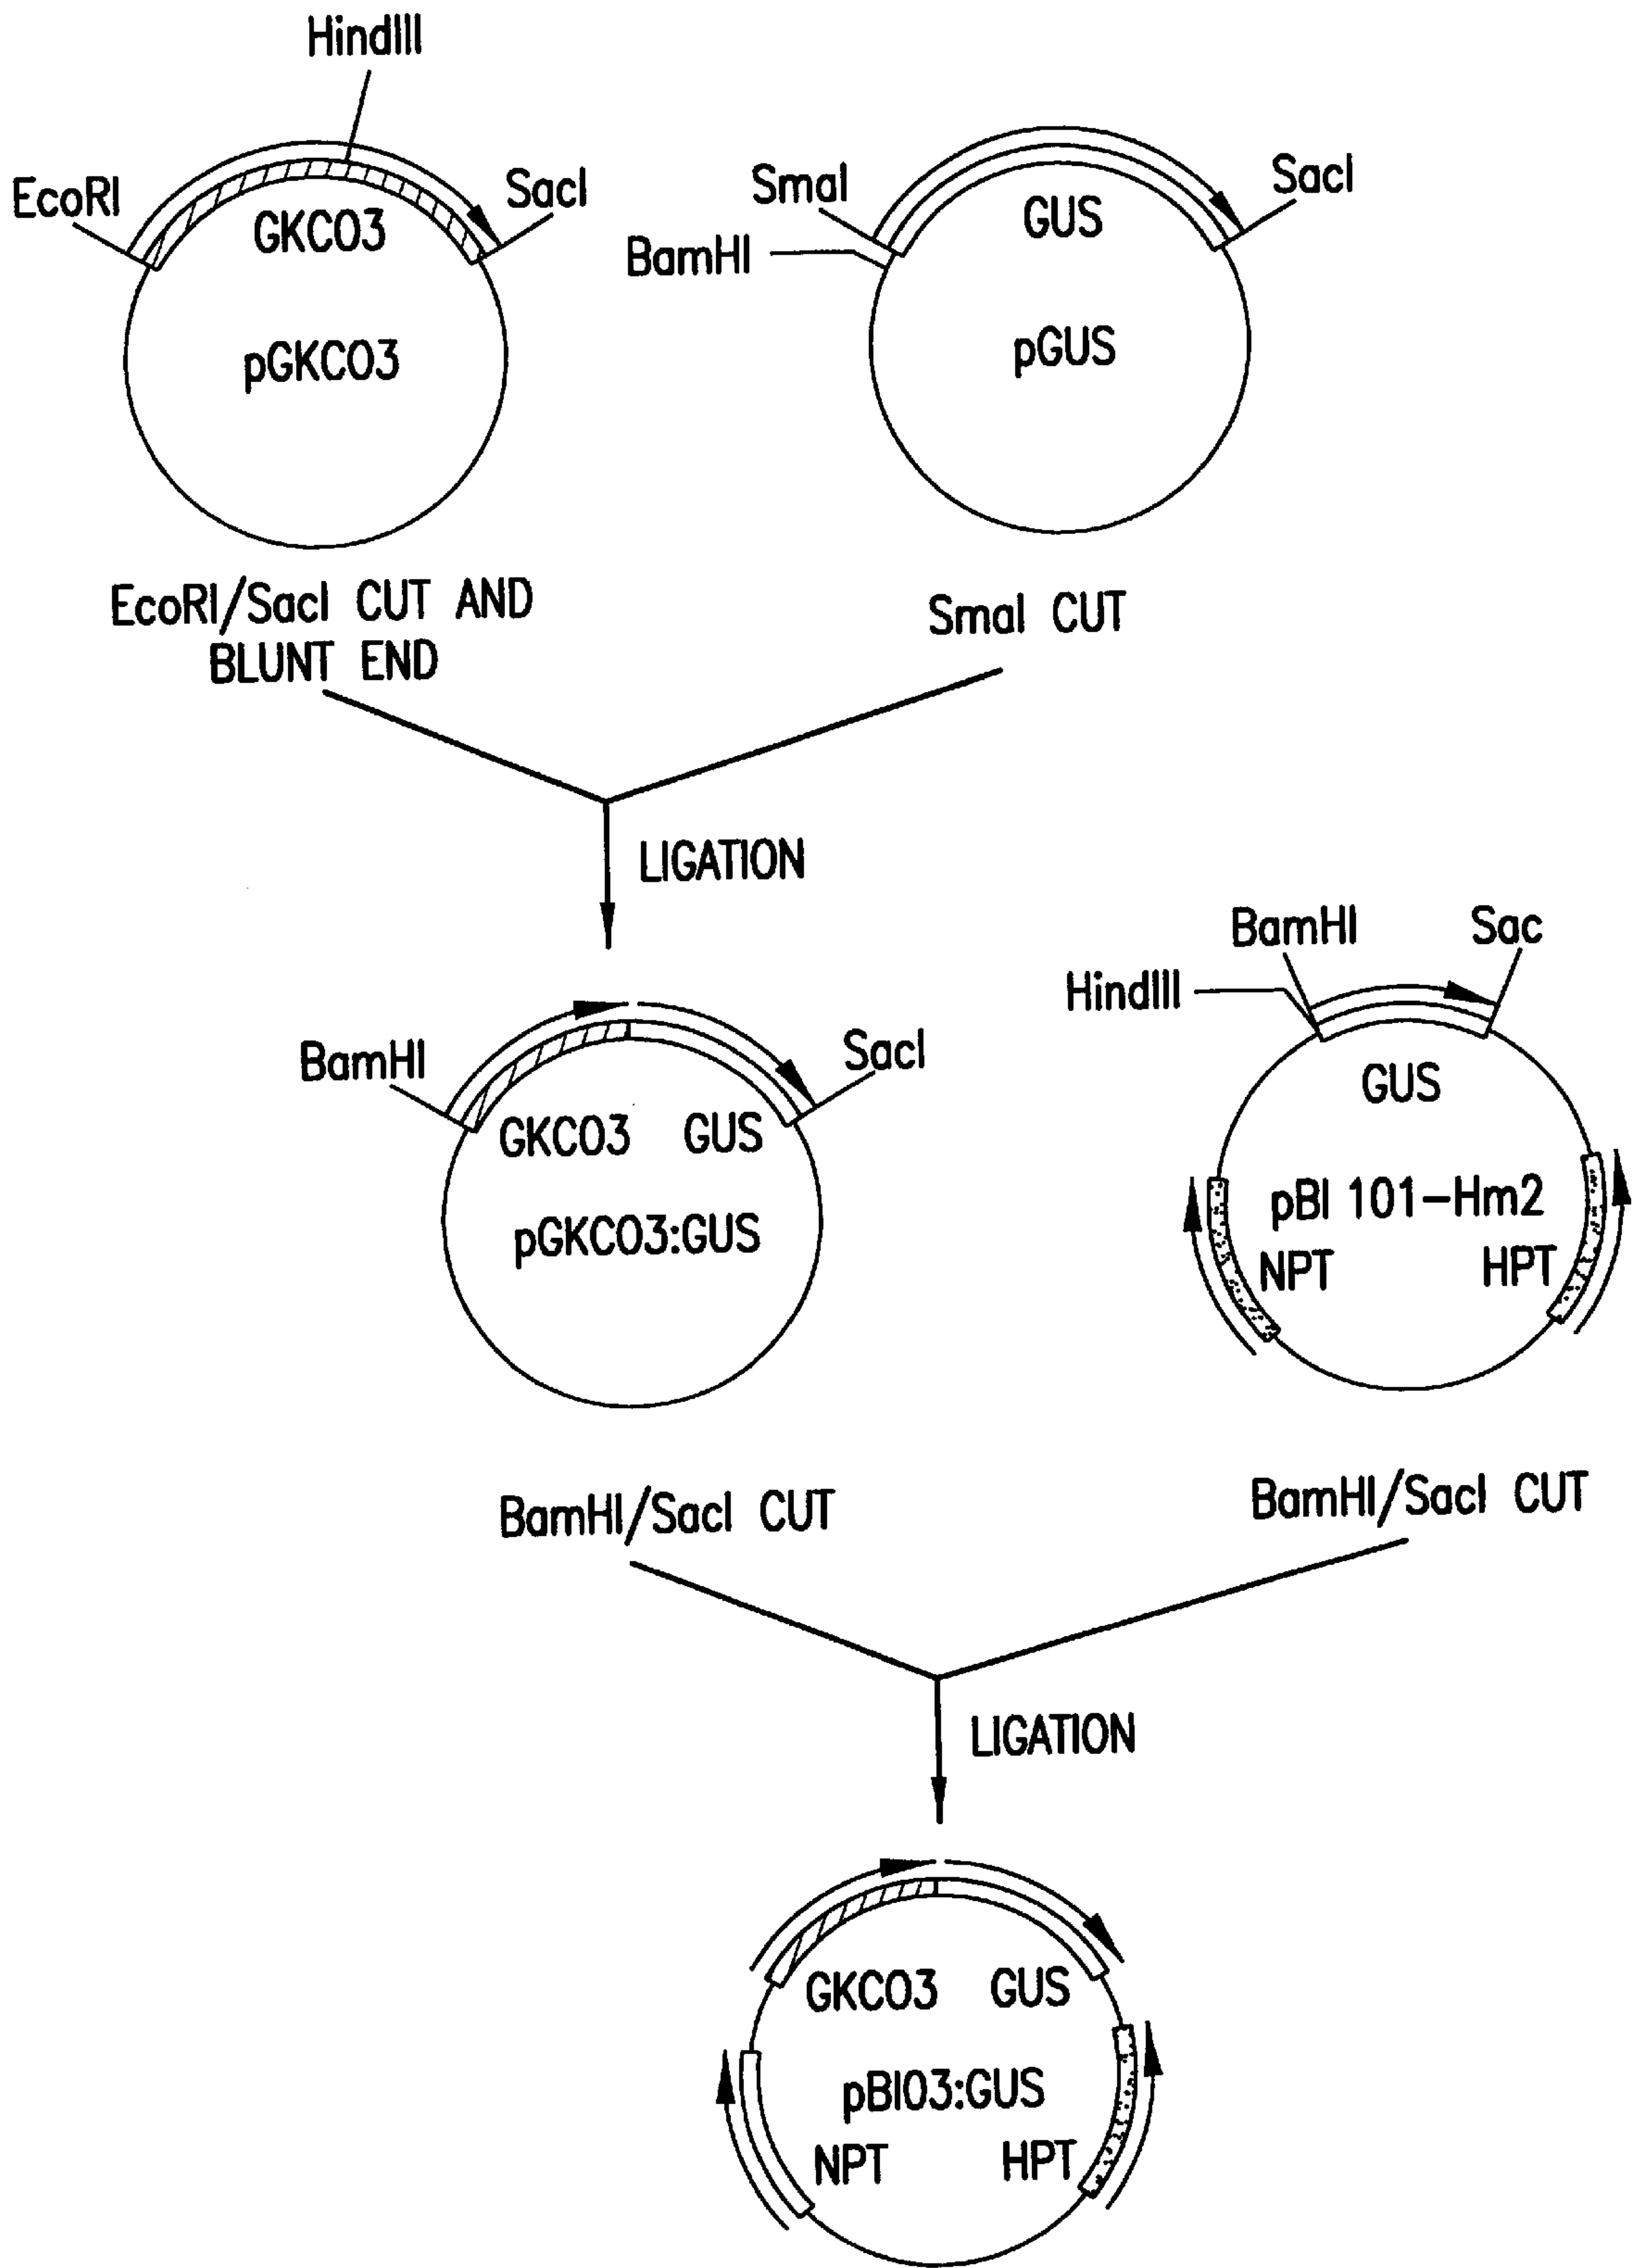 HindIII
EcoRI
SacI
GKC03
pGKC03
SmaI
BamHI
SacI
GUS
pGUS
EcoRI/SacI CUT AND
BLUNT END
SmaI CUT
LIGATION
BamHI
SacI
GKC03 GUS
pGKC03:GUS
BamHI
Sac
HindIII
GUS
pBI 101-Hm2
NPT HPT
BamHI/SacI CUT
BamHI/SacI CUT
LIGATION
GKC03 GUS
pBI03:GUS
NPT HPT